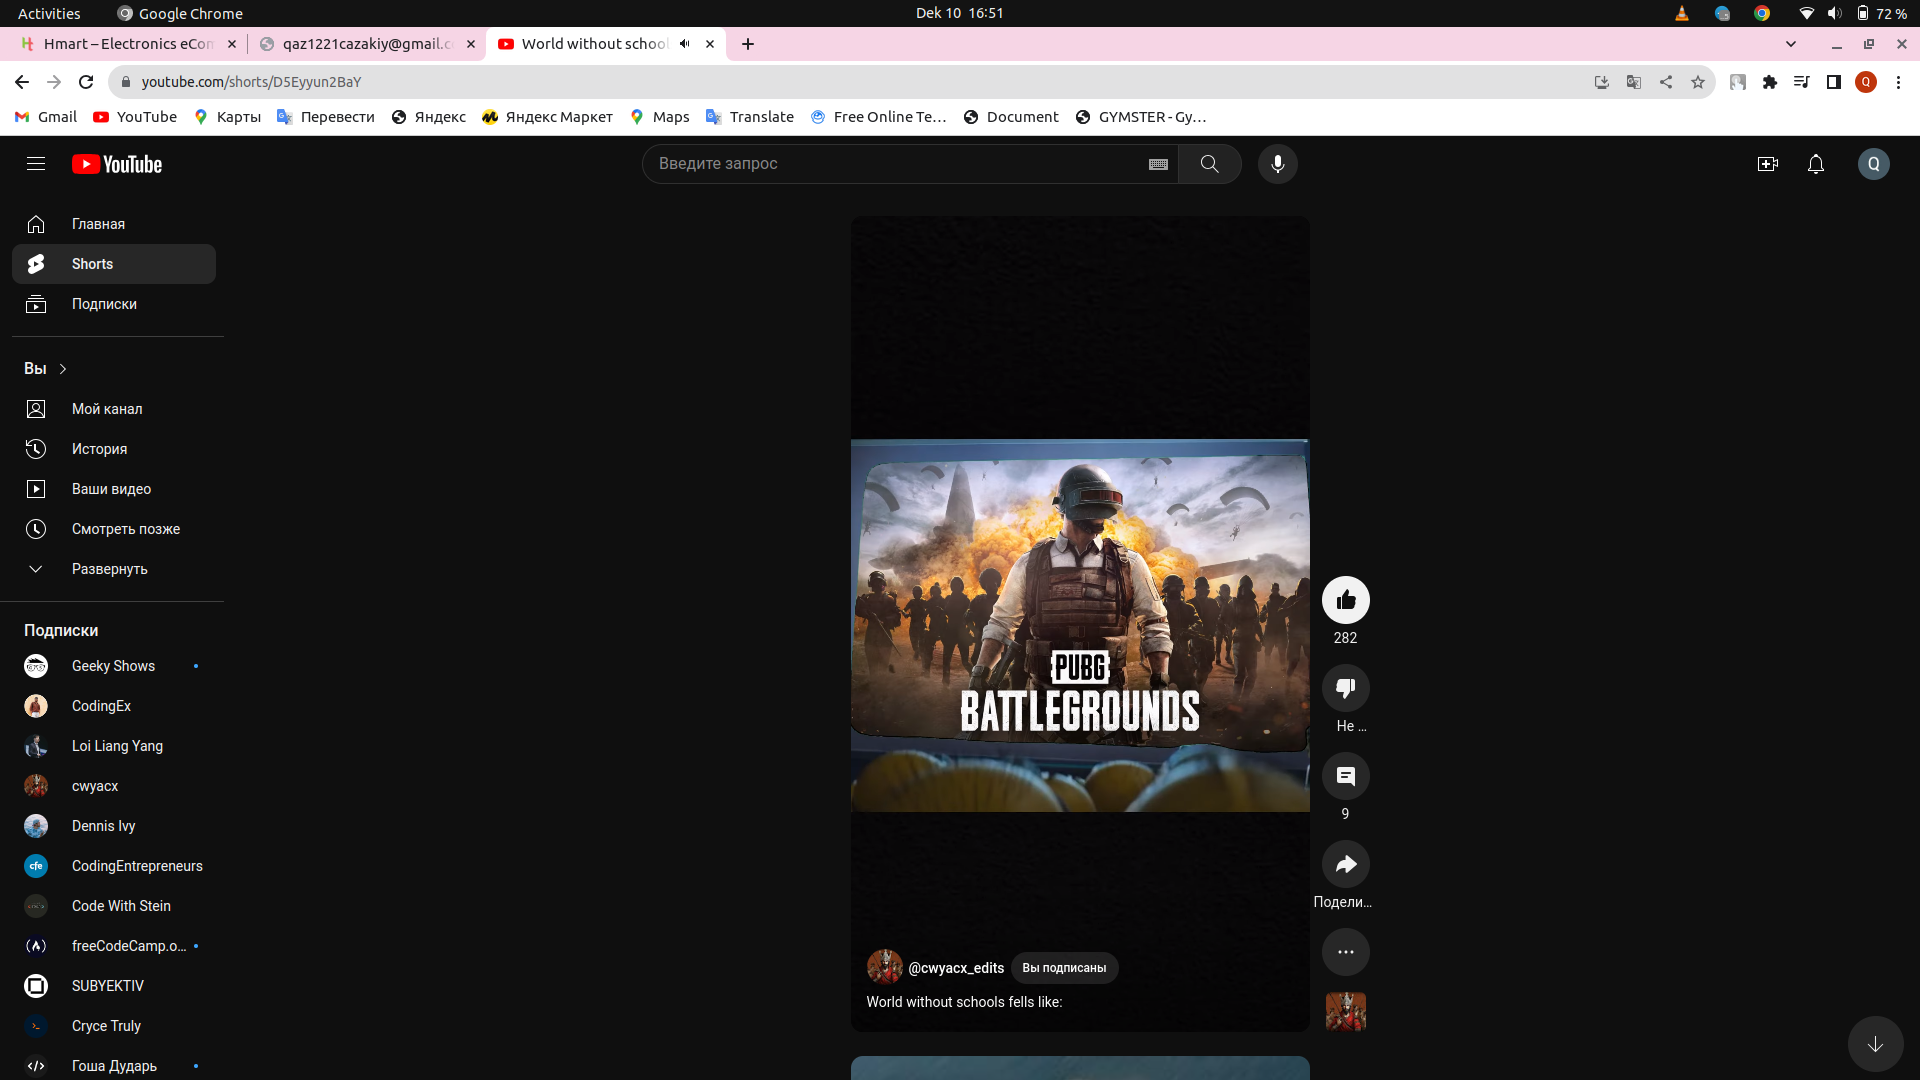 Activities
Google Chrome
Dek 10 16:51
72 %
Hmart – Electronics eCon
qaz1221cazakiy@gmail.c
World without school
youtube.com/shorts/D5Eyyun2BaY
Q
Gmail
YouTube
Карты
Перевести
Яндекс
Яндекс Маркет
Maps
Translate
Free Online Te…
Document
GYMSTER - Gy…
YouTube
Введите запрос
Q
Главная
Shorts
Подписки
Вы
Мой канал
История
Ваши видео
Смотреть позже
Развернуть
Подписки
Geeky Shows
CodingEx
Loi Liang Yang
cwyacx
Dennis Ivy
cfe
CodingEntrepreneurs
Code With Stein
freeCodeCamp.o…
SUBYEKTIV
Cryce Truly
Гоша Дударь
PUBG
BATTLEGROUNDS
282
Не …
9
Подели…
@cwyacx_edits
Вы подписаны
World without schools fells like: